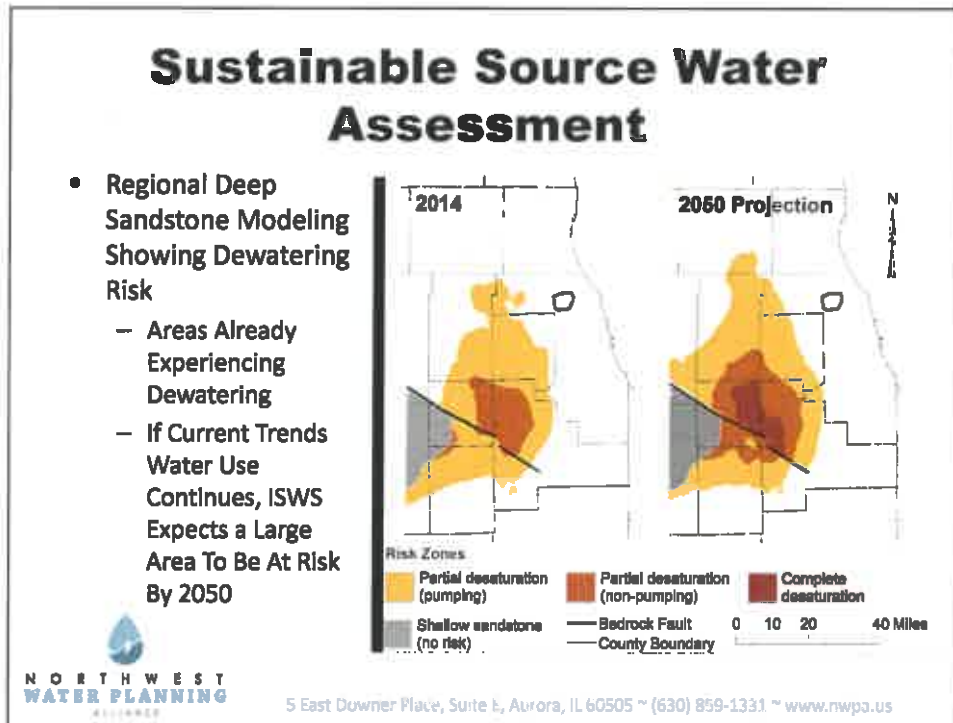 Sustainable Source Water
Assessment
• Regional Deep
Sandstone Modeling
Showing Dewatering
Risk
– Areas Already
Experiencing
Dewatering
– If Current Trends
Water Use
Continues, ISWS
Expects a Large
Area To Be At Risk
By 2050
2014
2050 Projection
N
Risk Zones
Partial desaturation
(pumping)
Partial desaturation
(non-pumping)
Complete
desaturation
Shallow sandstone
(no risk)
Bedrock Fault
County Boundary
0 10 20 40 Miles
NORTHWEST
WATER PLANNING
ALLIANCE
5 East Downer Place, Suite F, Aurora, IL 60505 ~ (630) 859-1331 ~ www.nwpa.us